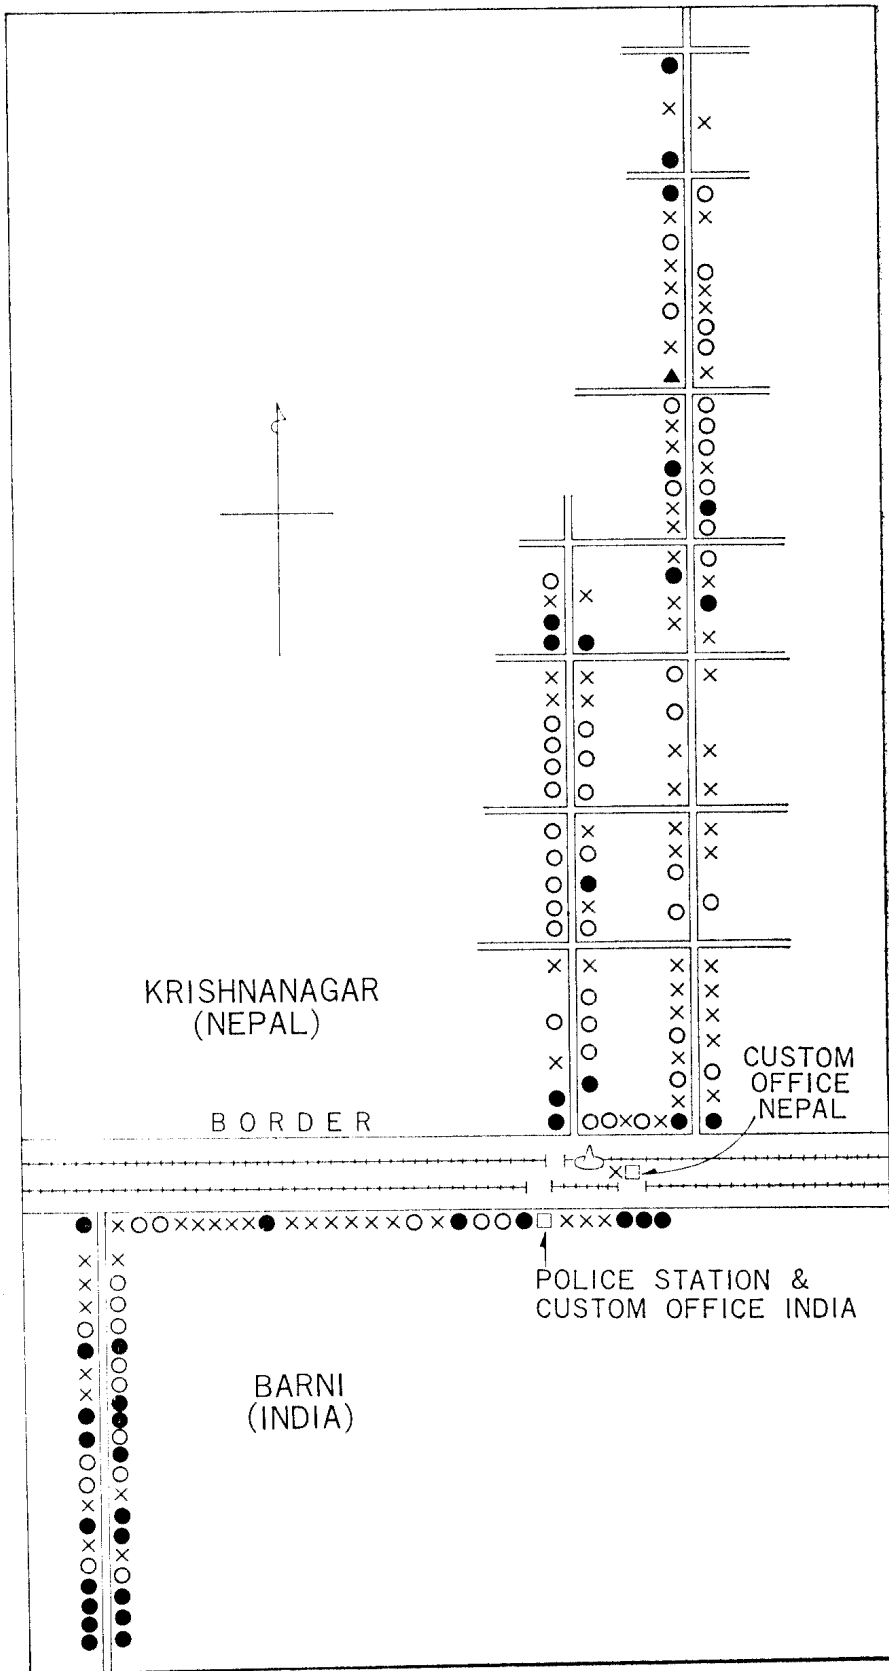 KRISHNANAGAR
(NEPAL)
CUSTOM
OFFICE
NEPAL
BORDER
POLICE STATION &
CUSTOM OFFICE INDIA
BARNI
(INDIA)